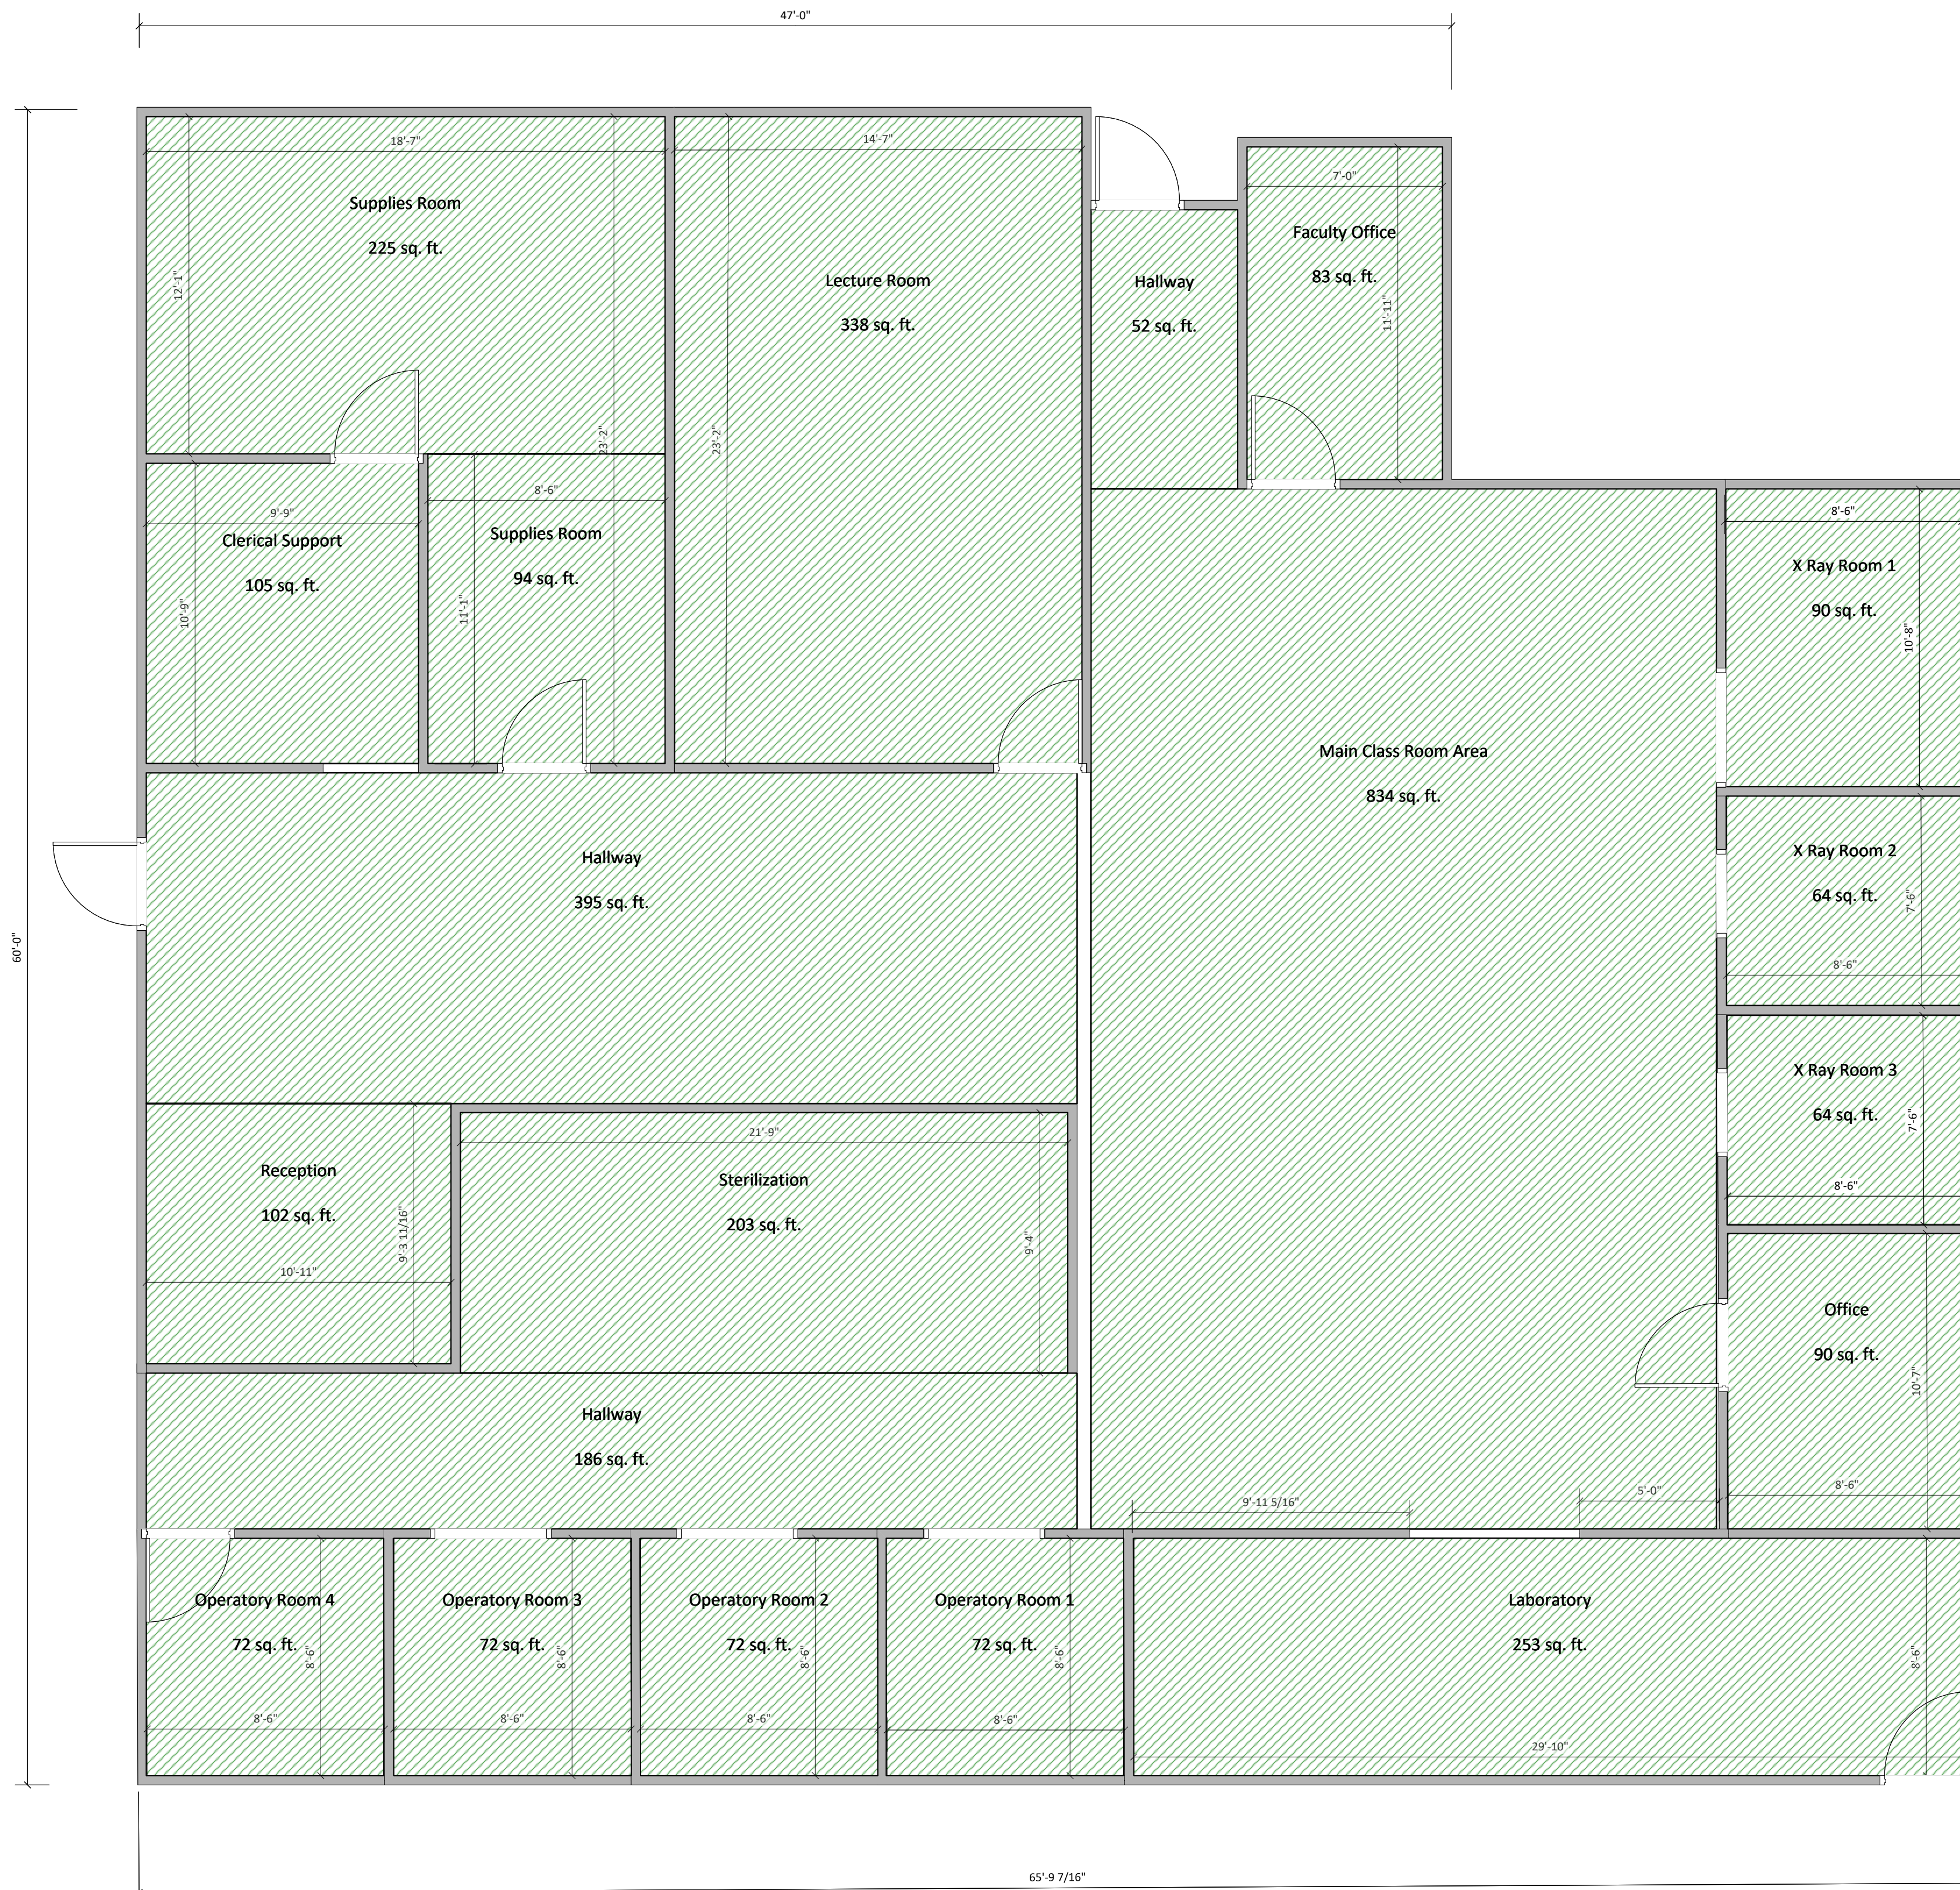 47'-0"
18'-7"
14'-7"
7'-0"
Supplies Room
225 sq. ft.
12'-1"
23'-2"
Lecture Room
338 sq. ft.
23'-2"
Hallway
52 sq. ft.
Faculty Office
83 sq. ft.
11'-11"
9'-9"
Clerical Support
105 sq. ft.
10'-9"
8'-6"
Supplies Room
94 sq. ft.
11'-1"
8'-6"
X Ray Room 1
90 sq. ft.
10'-8"
Main Class Room Area
834 sq. ft.
Hallway
395 sq. ft.
X Ray Room 2
64 sq. ft.
7'-6"
8'-6"
60'-0"
X Ray Room 3
64 sq. ft.
7'-6"
8'-6"
Reception
102 sq. ft.
9'-3 11/16"
10'-11"
21'-9"
Sterilization
203 sq. ft.
9'-4"
Office
90 sq. ft.
10'-7"
8'-6"
Hallway
186 sq. ft.
9'-11 5/16"
5'-0"
Operatory Room 4
72 sq. ft.
8'-6"
8'-6"
Operatory Room 3
72 sq. ft.
8'-6"
8'-6"
Operatory Room 2
72 sq. ft.
8'-6"
8'-6"
Operatory Room 1
72 sq. ft.
8'-6"
8'-6"
Laboratory
253 sq. ft.
8'-6"
29'-10"
65'-9 7/16"